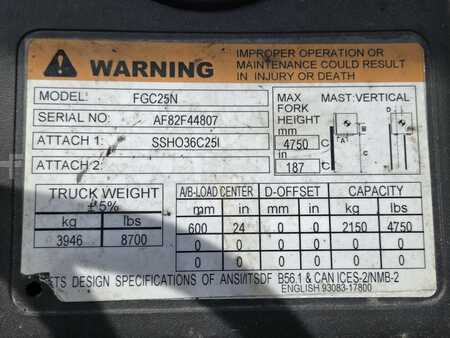 WARNING
IMPROPER OPERATION OR
MAINTENANCE COULD RESULT
IN INJURY OR DEATH
MODEL: FGC25N
SERIAL NO: AF82F44807
ATTACH 1: SSHO36C25I
ATTACH 2:
MAX FORK HEIGHT
mm
4750 C
in
187 C
MAST: VERTICAL
A
TRUCK WEIGHT
± 5%
kg lbs
3946 8700
A/B-LOAD CENTER D-OFFSET CAPACITY
mm in mm in kg lbs
600 24 0 0 2150 4750
0 0 0 0 0 0
0 0 0 0 0 0
DESIGN SPECIFICATIONS OF ANSI/ITSDF B56.1 & CAN ICES-2/NMB-2
ENGLISH 93083-17800